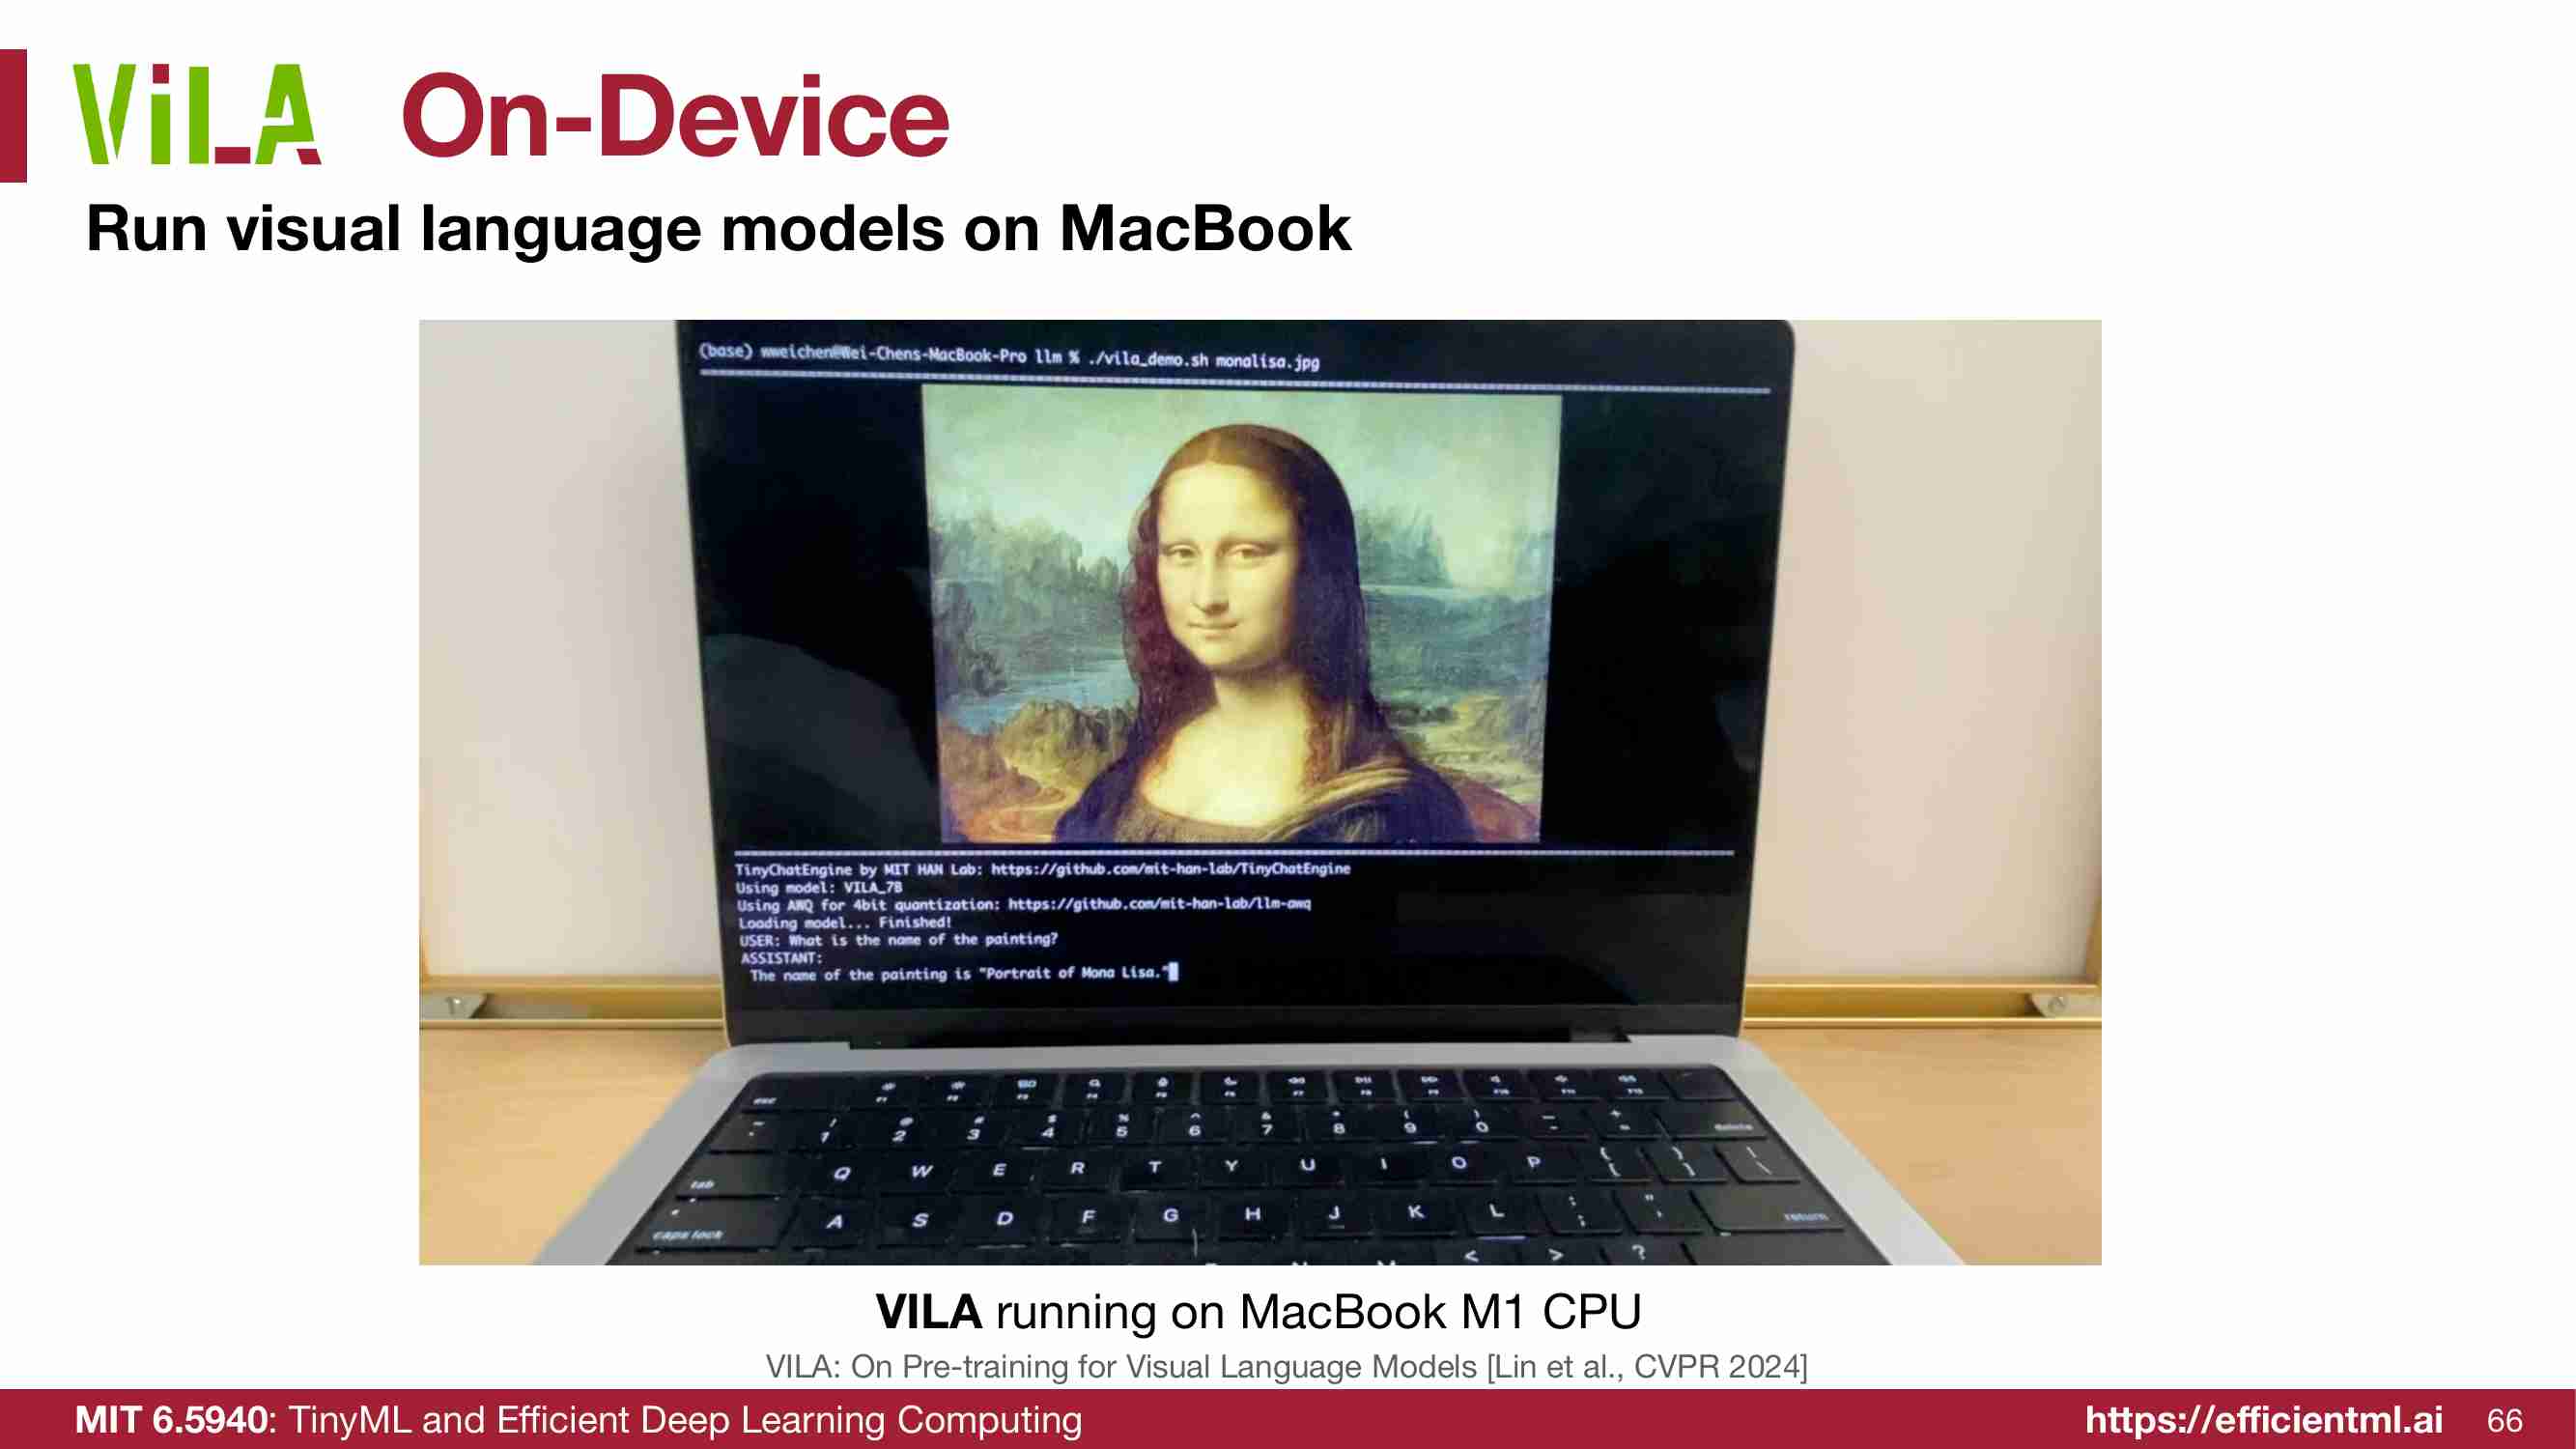 ViLA On-Device
Run visual language models on MacBook
(base) mweichen@Wei-Chens-MacBook-Pro llm % ./vila_demo.sh monalisa.jpg
TinyChatEngine by MIT HAN Lab: https://github.com/mit-han-lab/TinyChatEngine
Using model: VILA_7B
Using AWQ for 4bit quantization: https://github.com/mit-han-lab/llm-awq
Loading model... Finished!
USER: What is the name of the painting?
ASSISTANT:
The name of the painting is "Portrait of Mona Lisa."
esc
1 2 3 4 5 6 7 8 9 0 delete
tab Q W E R T Y U I O P
caps lock A S D F G H J K L return
VILA running on MacBook M1 CPU
VILA: On Pre-training for Visual Language Models [Lin et al., CVPR 2024]
MIT 6.5940: TinyML and Efficient Deep Learning Computing
https://efficientml.ai 66